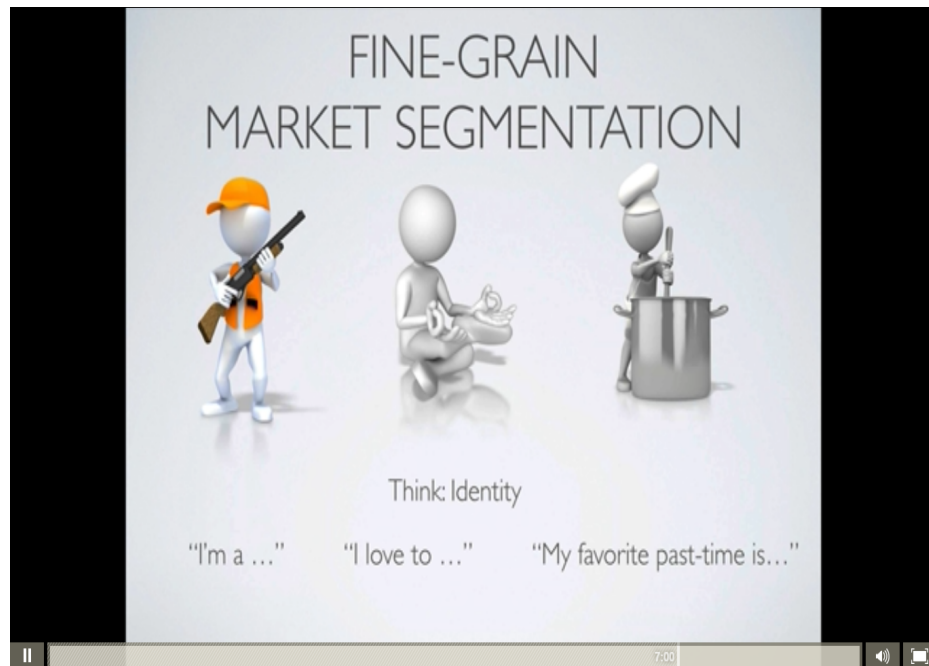 FINE-GRAIN
MARKET SEGMENTATION
Think: Identity
“I’m a ...” “I love to ...” “My favorite past-time is...”
7:00